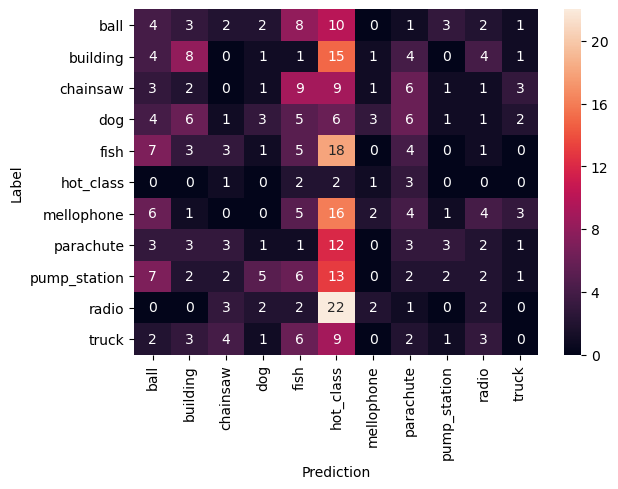 ball 4 3 2 2 8 10 0 1 3 2 1
building 4 8 0 1 1 15 1 4 0 4 1
chainsaw 3 2 0 1 9 9 1 6 1 1 3
dog 4 6 1 3 5 6 3 6 1 1 2
fish 7 3 3 1 5 18 0 4 0 1 0
hot_class 0 0 1 0 2 2 1 3 0 0 0
mellophone 6 1 0 0 5 16 2 4 1 4 3
parachute 3 3 3 1 1 12 0 3 3 2 1
pump_station 7 2 2 5 6 13 0 2 2 2 1
radio 0 0 3 2 2 22 2 1 0 2 0
truck 2 3 4 1 6 9 0 2 1 3 0
ball building chainsaw dog fish hot_class mellophone parachute pump_station radio truck
Prediction
Label
20
16
12
8
4
0